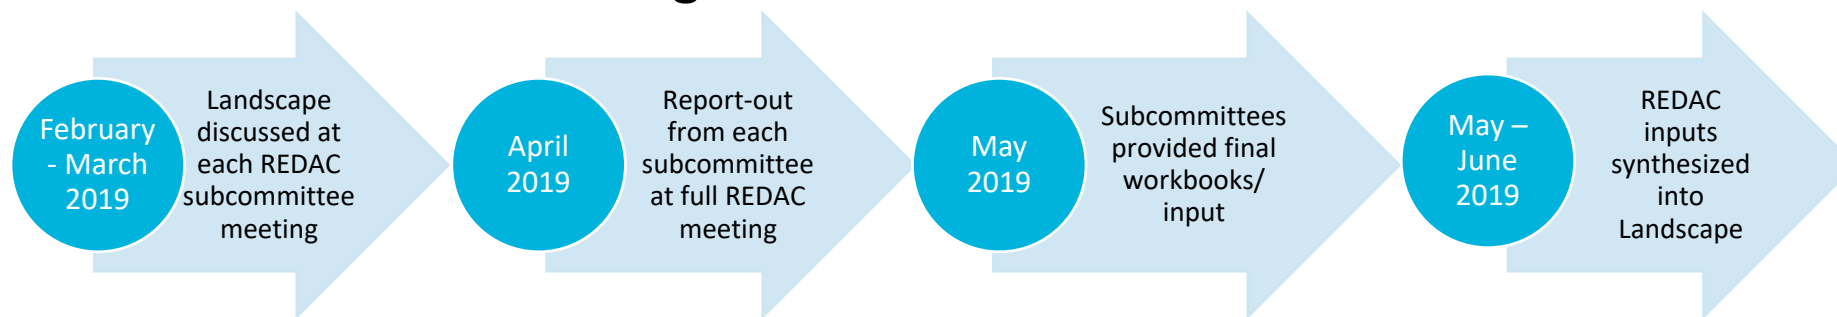 February
- March
2019
Landscape
discussed at
each REDAC
subcommittee
meeting
April
2019
Report-out
from each
subcommittee
at full REDAC
meeting
May
2019
Subcommittees
provided final
workbooks/
input
May –
June
2019
REDAC
inputs
synthesized
into
Landscape